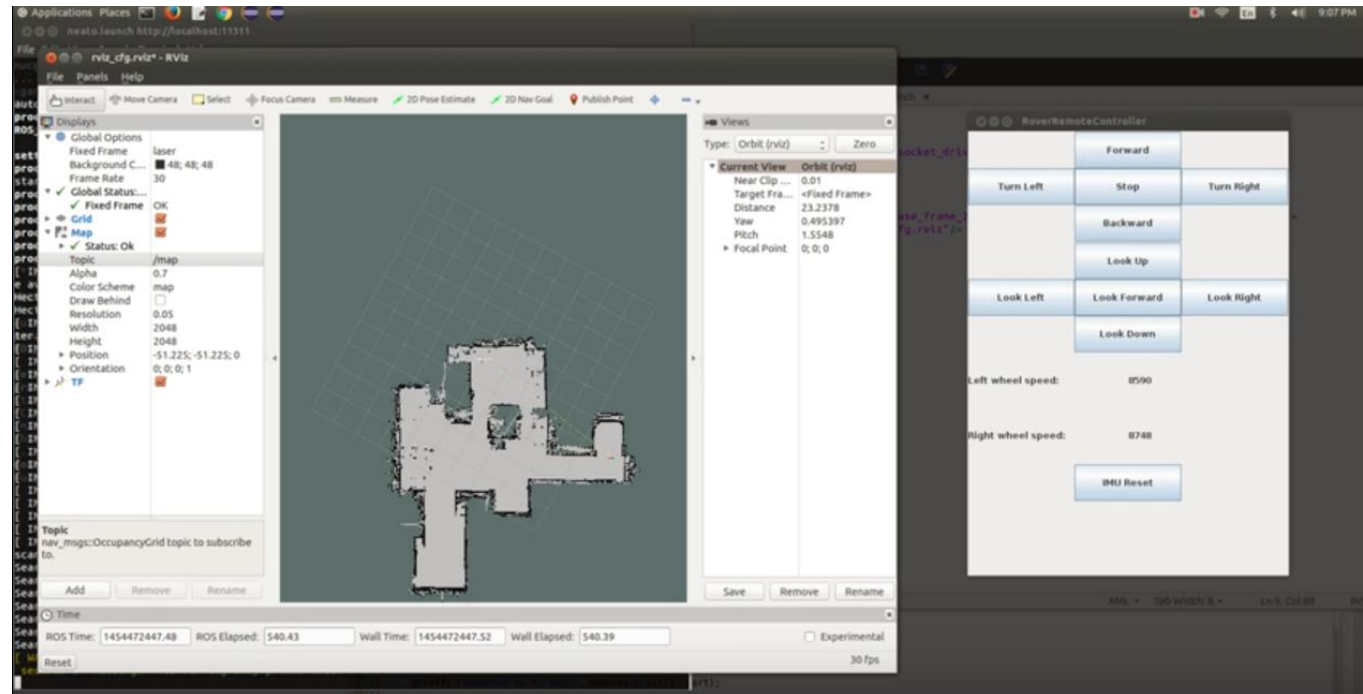 Applications Places En 9:07 PM
neato.launch http://localhost:11311
File
rviz_cfg.rviz* - RViz
File Panels Help
Interact Move Camera Select Focus Camera Measure 2D Pose Estimate 2D Nav Goal Publish Point
Displays
Global Options
Fixed Frame laser
Background C... 48; 48; 48
Frame Rate 30
Global Status:...
Fixed Frame OK
Grid
Map
Status: Ok
Topic /map
Alpha 0.7
Color Scheme map
Draw Behind
Resolution 0.05
Width 2048
Height 2048
Position -51.225; -51.225; 0
Orientation 0; 0; 0; 1
TF
Topic
nav_msgs::OccupancyGrid topic to subscribe
to.
Add Remove Rename
Views
Type: Orbit (rviz) Zero
Current View Orbit (rviz)
Near Clip ... 0.01
Target Fra... <Fixed Frame>
Distance 23.2378
Yaw 0.495397
Pitch 1.5548
Focal Point 0; 0; 0
Save Remove Rename
Time
ROS Time: 1454472447.48 ROS Elapsed: 540.43 Wall Time: 1454472447.52 Wall Elapsed: 540.39 Experimental
Reset 30 fps
RoverRemoteController
Forward
Turn Left Stop Turn Right
Backward
Look Up
Look Left Look Forward Look Right
Look Down
Left wheel speed: 8590
Right wheel speed: 8748
IMU Reset
XML Tab Width: 8 Ln 9, Col 60